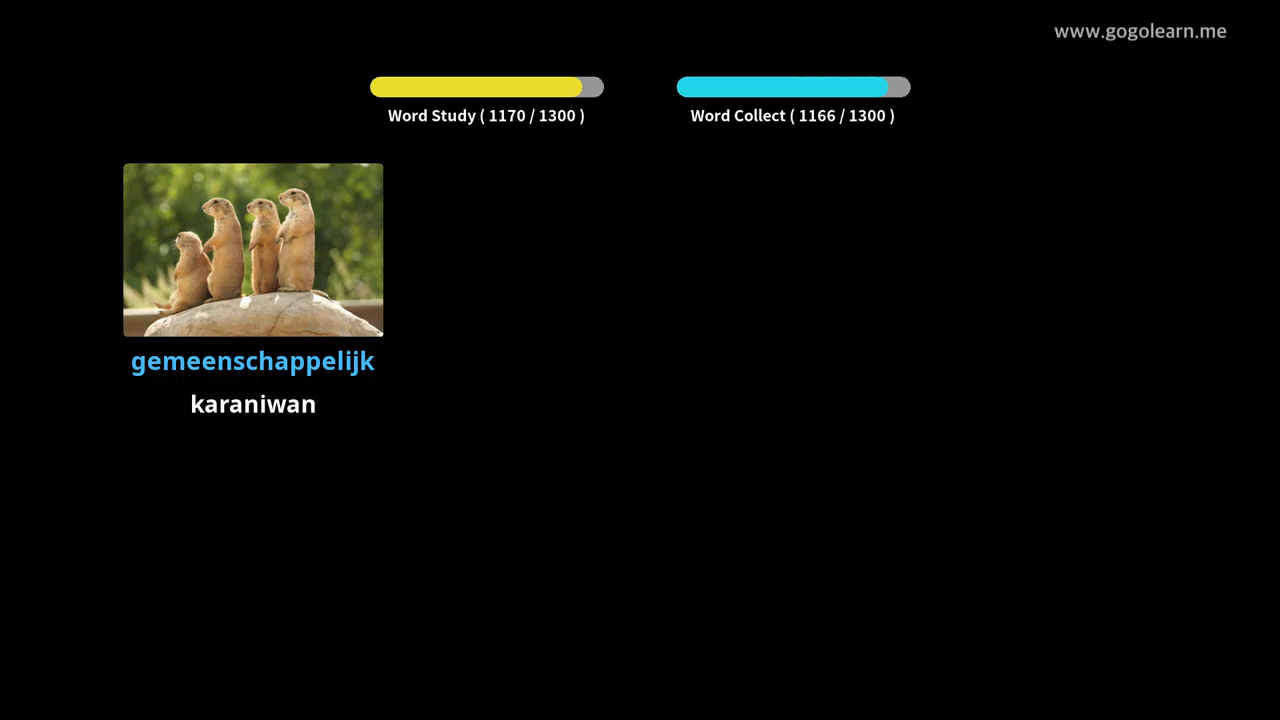 www.gogolearn.me
Word Study ( 1170 / 1300 )
Word Collect ( 1166 / 1300 )
gemeenschappelijk
karaniwan